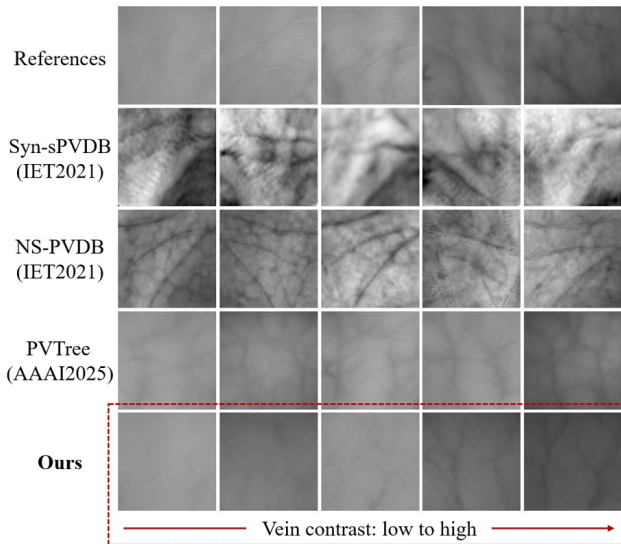 References
Syn-sPVDB
(IET2021)
NS-PVDB
(IET2021)
PVTree
(AAAI2025)
Ours
Vein contrast: low to high